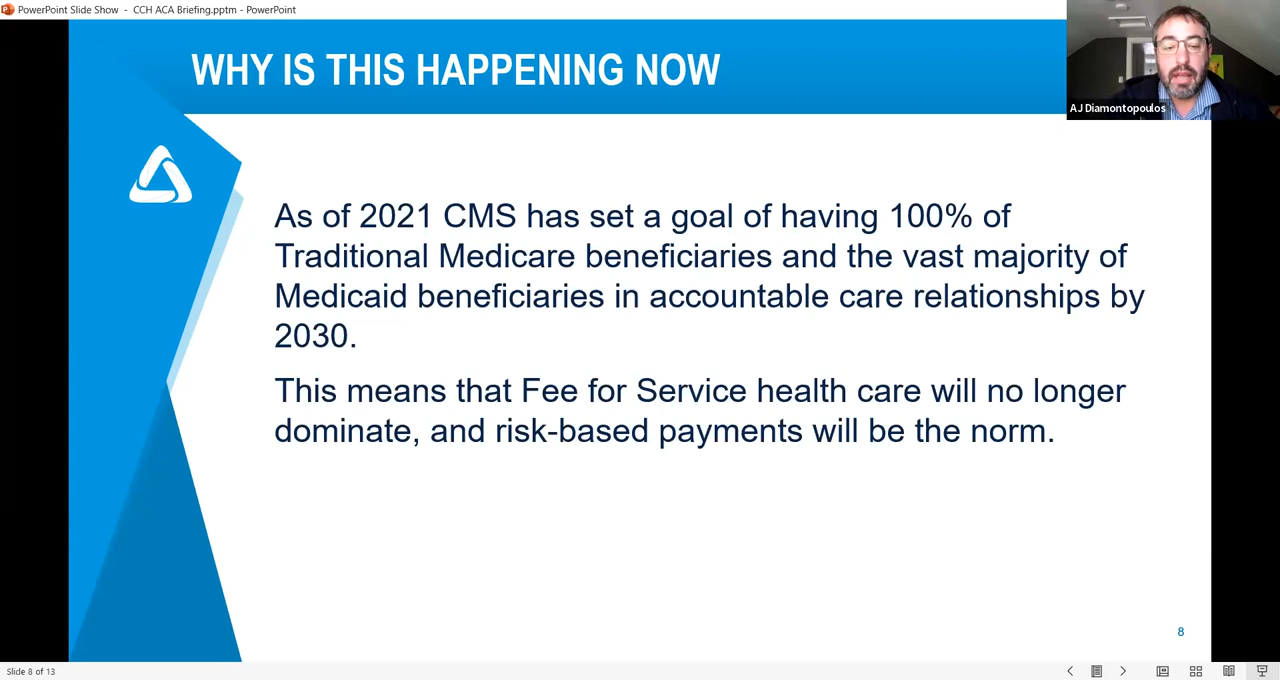 PowerPoint Slide Show - CCH ACA Briefing.pptm - PowerPoint
WHY IS THIS HAPPENING NOW
AJ Diamontopoulos
As of 2021 CMS has set a goal of having 100% of
Traditional Medicare beneficiaries and the vast majority of
Medicaid beneficiaries in accountable care relationships by
2030.
This means that Fee for Service health care will no longer
dominate, and risk-based payments will be the norm.
8
Slide 8 of 13